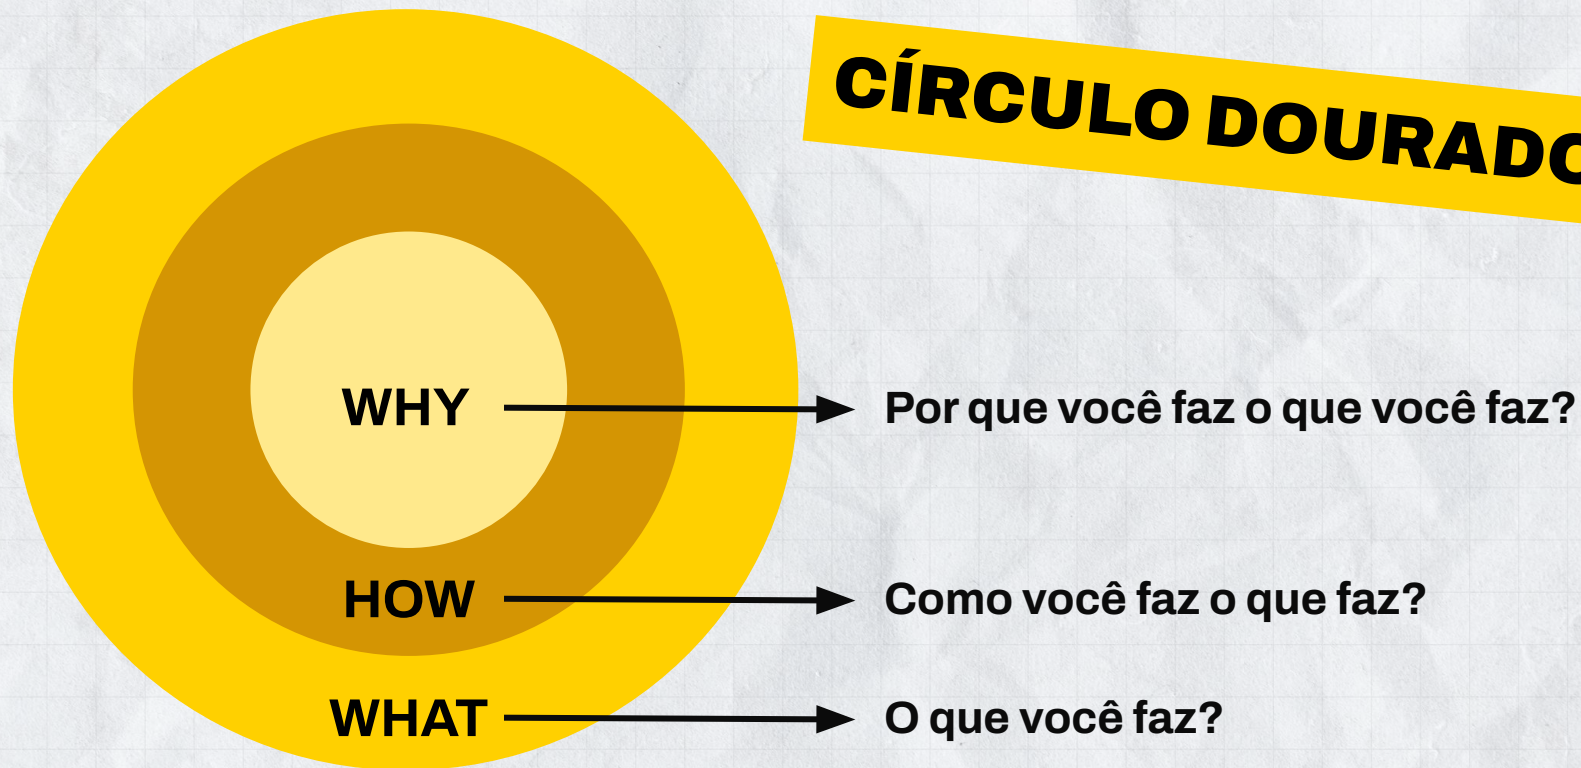 CÍRCULO DOURADO
WHY
Por que você faz o que você faz?
HOW
Como você faz o que faz?
WHAT
O que você faz?